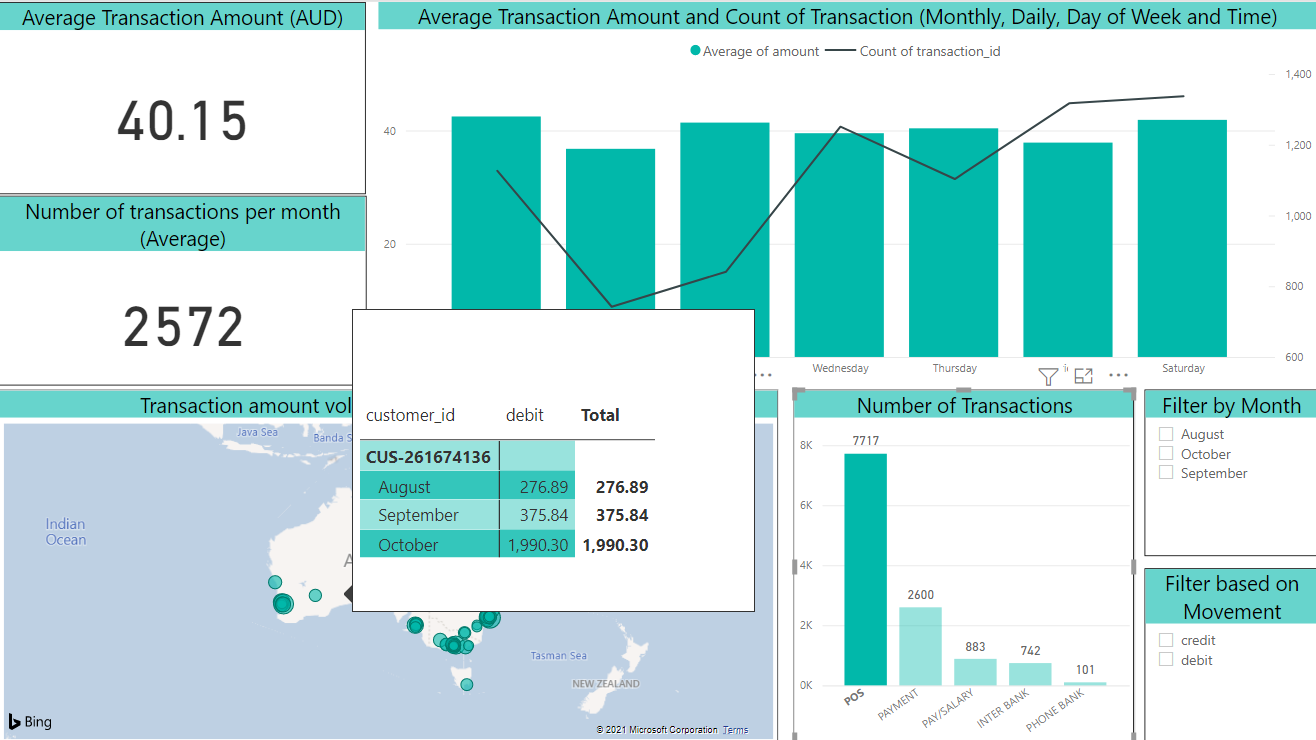 Average Transaction Amount (AUD)
40.15
Number of transactions per month
(Average)
2572
Average Transaction Amount and Count of Transaction (Monthly, Daily, Day of Week and Time)
Average of amount
Count of transaction_id
40
20
1,400
1,200
1,000
800
600
Wednesday
Thursday
Saturday
Transaction amount vol
Java Sea
Banda S
Indian
Ocean
A
Tasman Sea
NEW ZEALAND
Bing
© 2021 Microsoft Corporation Terms
customer_id debit Total
CUS-261674136
August 276.89 276.89
September 375.84 375.84
October 1,990.30 1,990.30
Number of Transactions
8K
6K
4K
2K
0K
7717
2600
883
742
101
POS
PAYMENT
PAY/SALARY
INTER BANK
PHONE BANK
Filter by Month
August
October
September
Filter based on
Movement
credit
debit